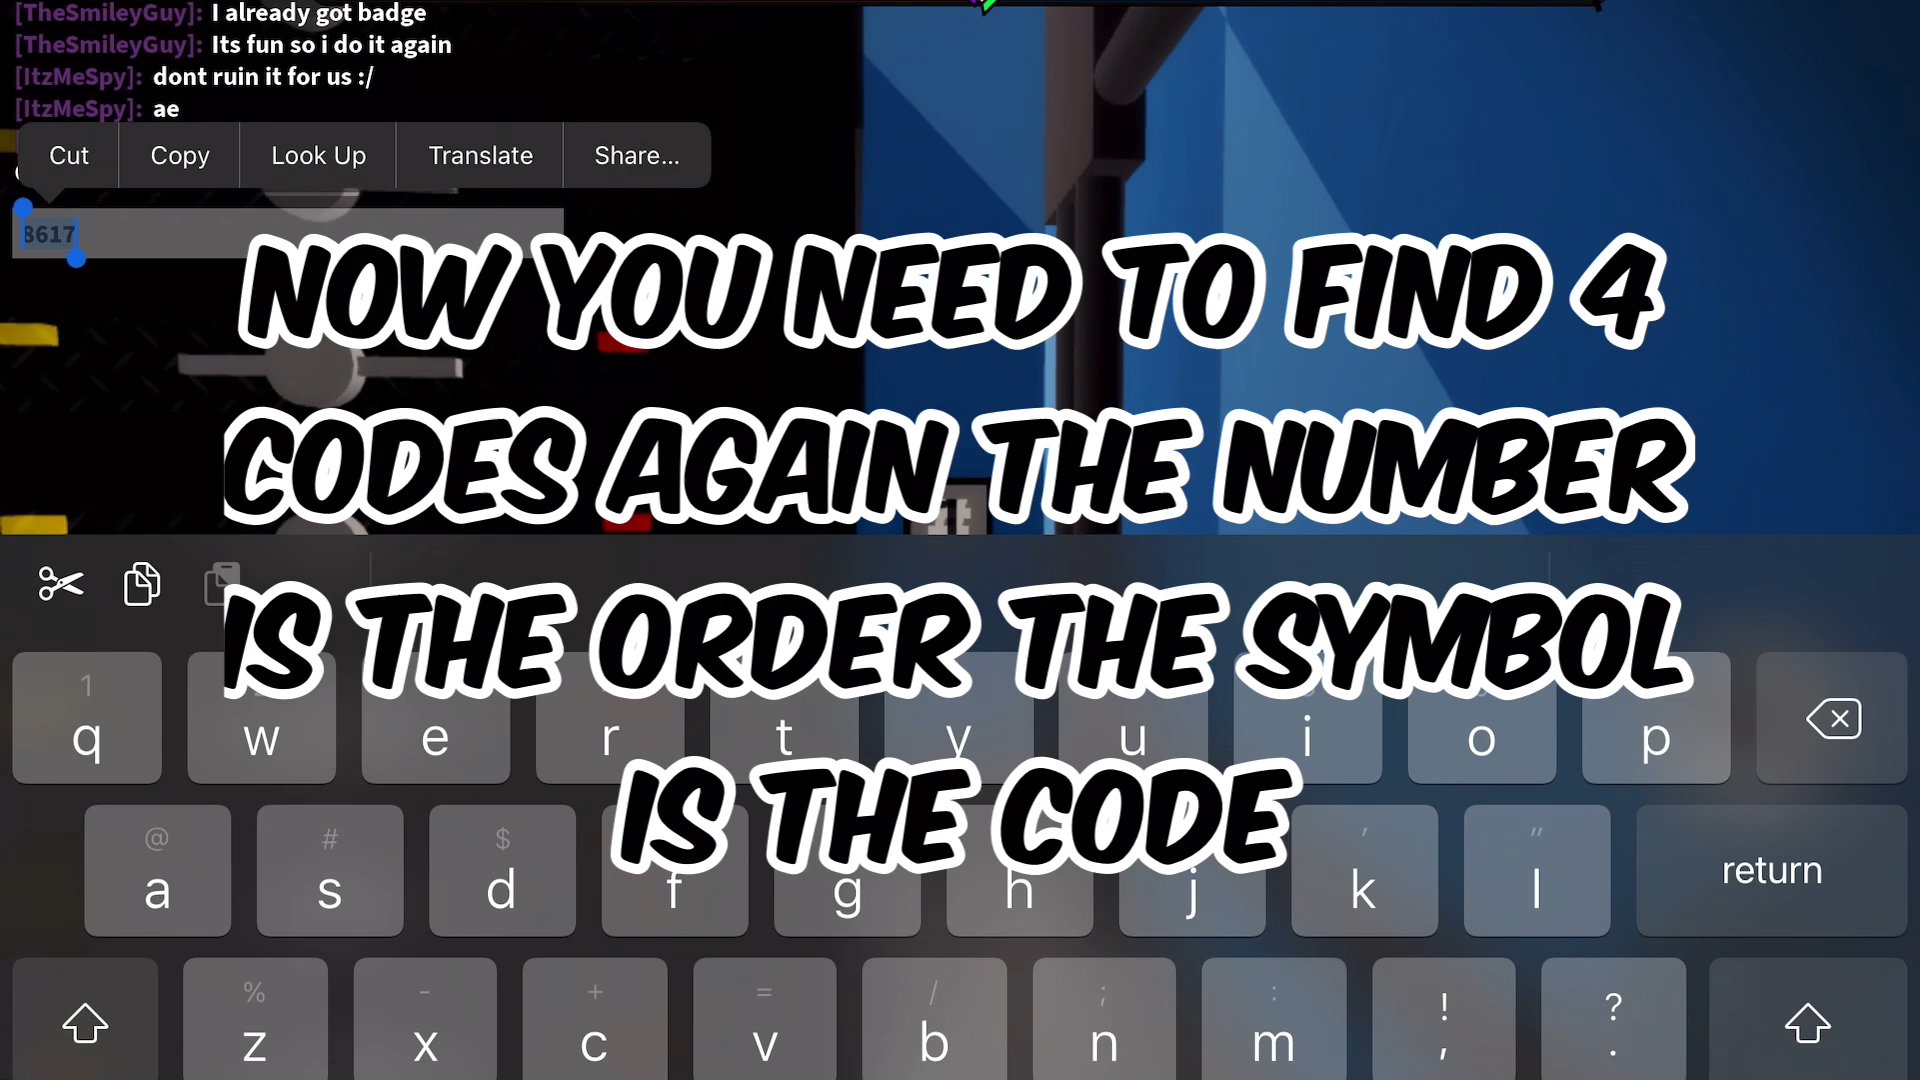 [TheSmileyGuy]: I already got badge
[TheSmileyGuy]: Its fun so i do it again
[ItzMeSpy]: dont ruin it for us :/
[ItzMeSpy]: ae
Cut Copy Look Up Translate Share...
8617
NOW YOU NEED TO FIND 4
CODES AGAIN THE NUMBER
IS THE ORDER THE SYMBOL
IS THE CODE
1
q w e r t y u i o p
@ # $ ' "
a s d f g h j k l return
% - + = / ; : ! ?
z x c v b n m , .